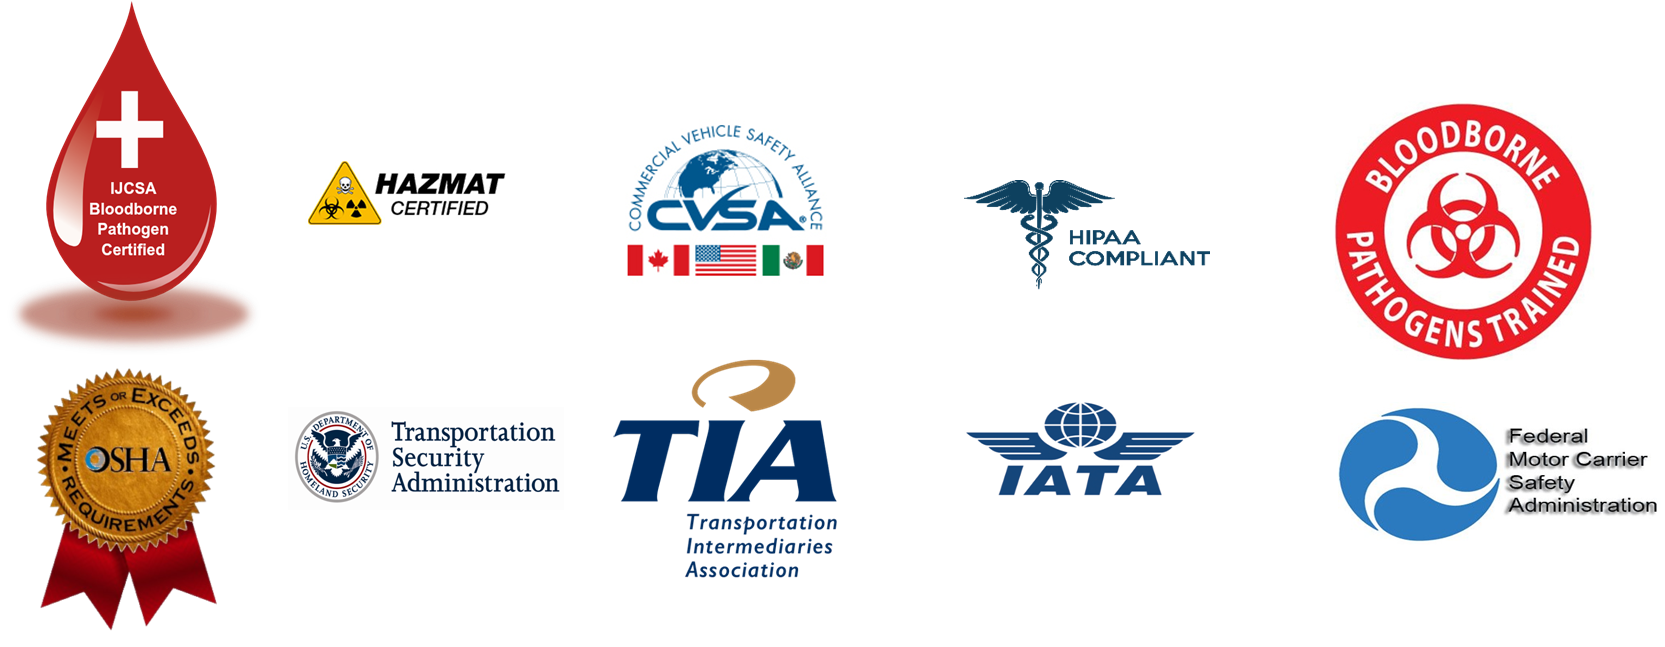 IJCSA
Bloodborne
Pathogen
Certified
HAZMAT
CERTIFIED
COMMERCIAL VEHICLE SAFETY ALLIANCE
CVSA®
HIPAA
COMPLIANT
BLOODBORNE
PATHOGENS TRAINED
MEETS OR EXCEEDS
OSHA
REQUIREMENTS
U.S. DEPARTMENT OF
HOMELAND SECURITY
Transportation
Security
Administration
TIA
Transportation
Intermediaries
Association
IATA
Federal
Motor Carrier
Safety
Administration